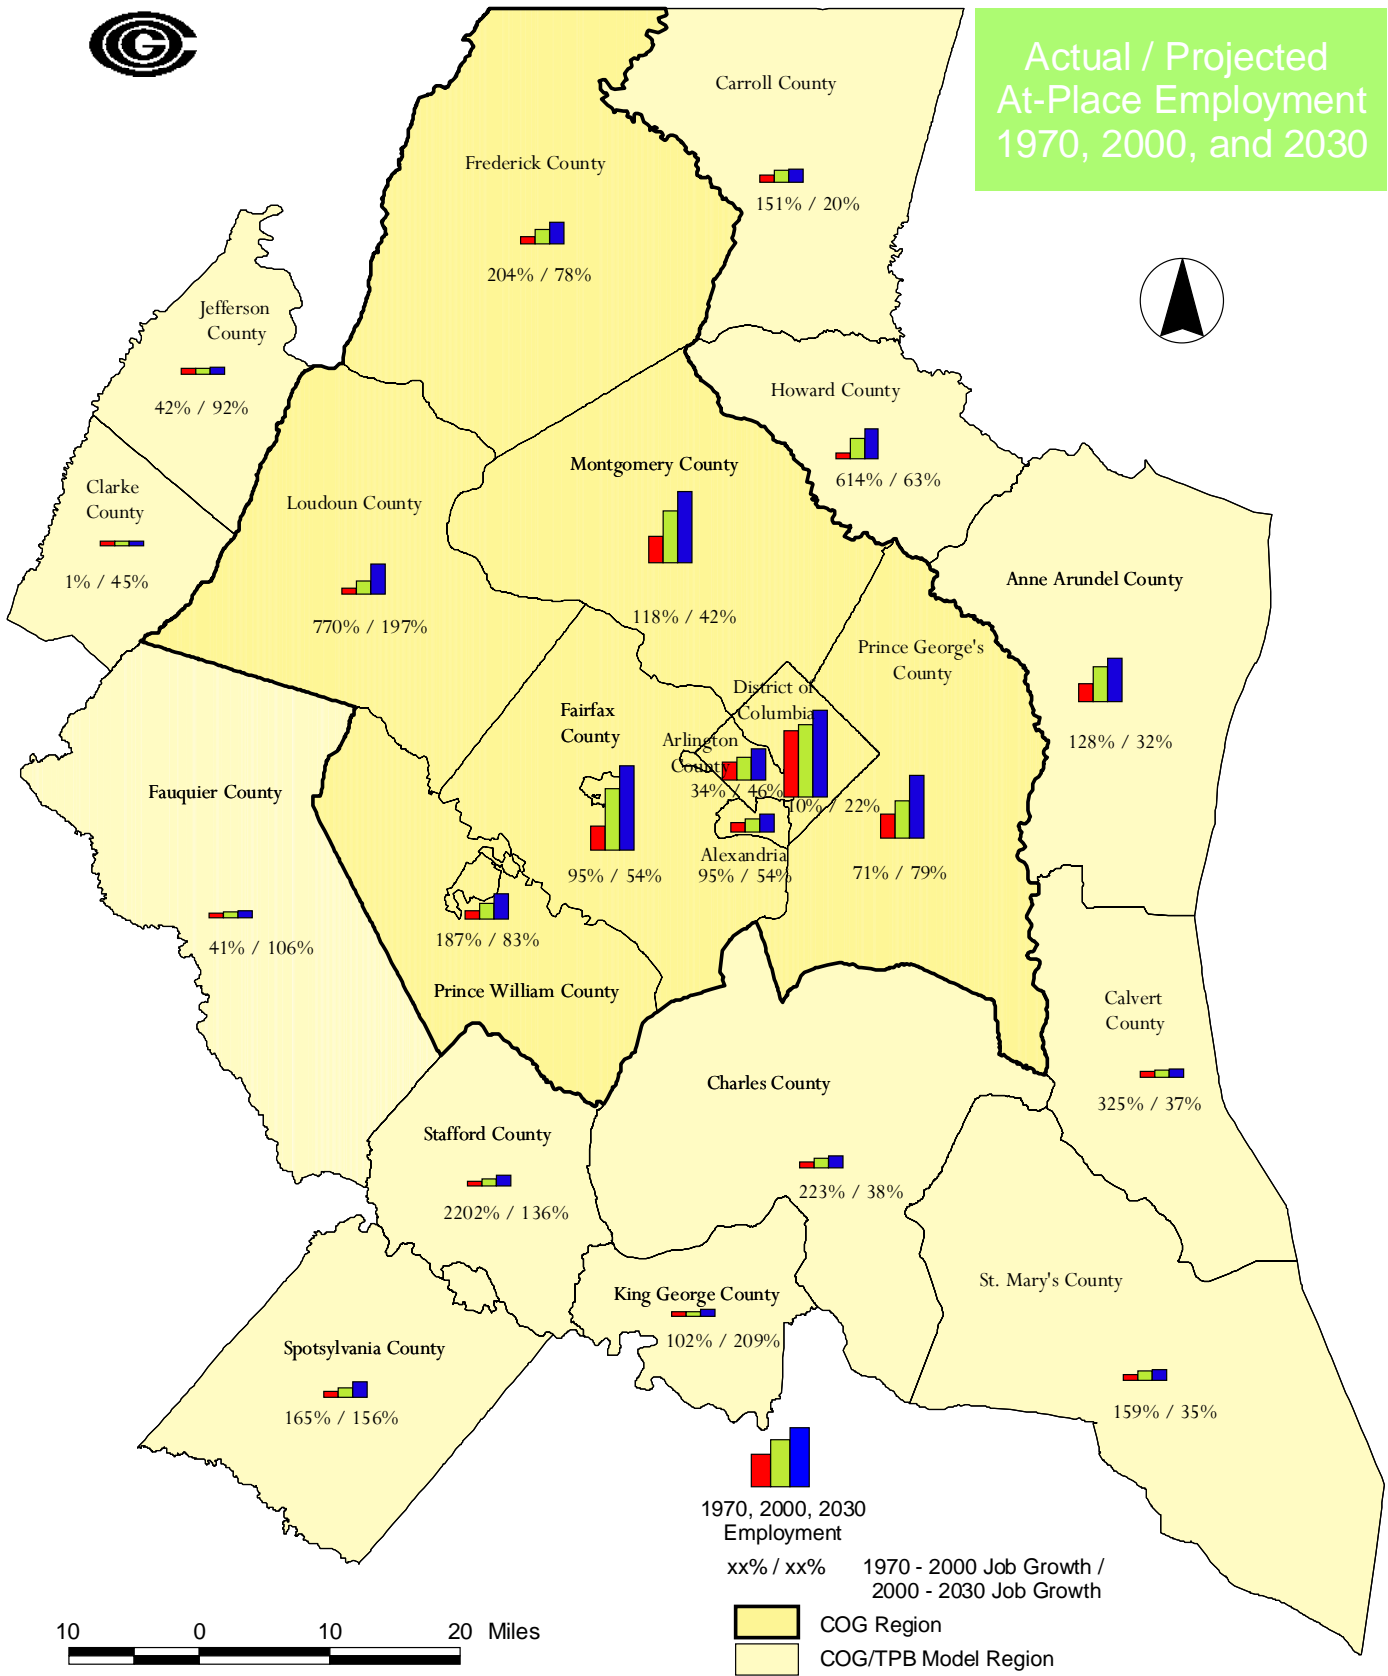 COG
Actual / Projected
At-Place Employment
1970, 2000, and 2030
Carroll County
151% / 20%
Frederick County
204% / 78%
Jefferson
County
42% / 92%
Howard County
614% / 63%
Montgomery County
118% / 42%
Clarke
County
1% / 45%
Loudoun County
770% / 197%
Anne Arundel County
128% / 32%
Prince George's
County
71% / 79%
District of
Columbia
10% / 22%
Fairfax
County
95% / 54%
Arlington
County
34% / 46%
Alexandria
95% / 54%
Fauquier County
41% / 106%
187% / 83%
Prince William County
Calvert
County
325% / 37%
Charles County
223% / 38%
Stafford County
2202% / 136%
St. Mary's County
159% / 35%
King George County
102% / 209%
Spotsylvania County
165% / 156%
1970, 2000, 2030
Employment
xx% / xx% 1970 - 2000 Job Growth /
2000 - 2030 Job Growth
COG Region
COG/TPB Model Region
10 0 10 20 Miles